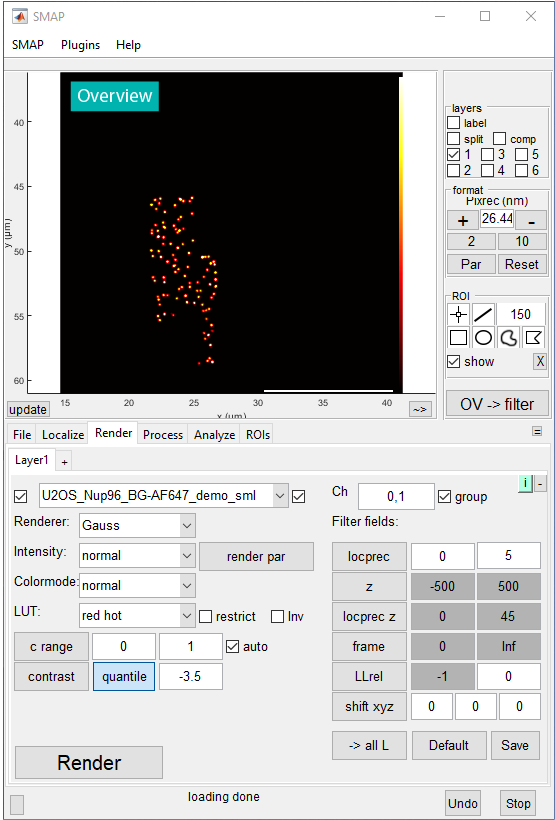 SMAP
SMAP Plugins Help
Overview
40
45
50
55
60
y (µm)
15 20 25 30 35 40
x (µm)
update
~>
layers
label
split comp
1 3 5
2 4 6
format
Pixrec (nm)
+ 26.44 -
2 10
Par Reset
ROI
150
show X
OV -> filter
File Localize Render Process Analyze ROIs
Layer1 +
i -
U2OS_Nup96_BG-AF647_demo_sml
Ch 0,1 group
Renderer: Gauss
Filter fields:
Intensity: normal render par
locprec 0 5
Colormode: normal
z -500 500
LUT: red hot restrict Inv
locprec z 0 45
c range 0 1 auto
frame 0 Inf
contrast quantile -3.5
LLrel -1 0
shift xyz 0 0 0
-> all L Default Save
Render
loading done
Undo Stop